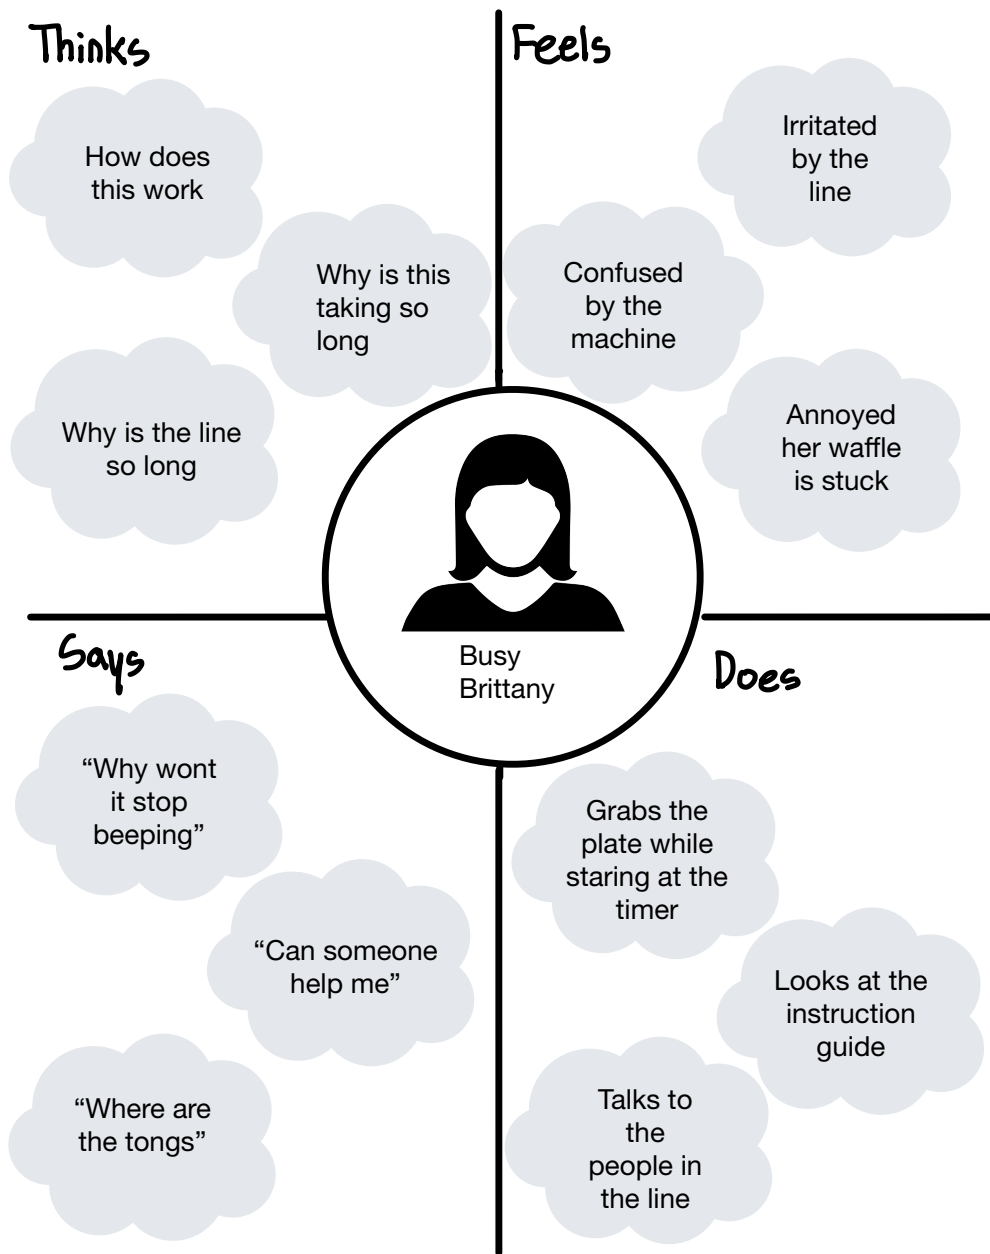 Thinks
How does
this work
Why is this
taking so
long
Why is the line
so long
Feels
Irritated
by the
line
Confused
by the
machine
Annoyed
her waffle
is stuck
Busy
Brittany
Says
“Why wont
it stop
beeping”
“Can someone
help me”
“Where are
the tongs”
Does
Grabs the
plate while
staring at the
timer
Looks at the
instruction
guide
Talks to
the
people in
the line